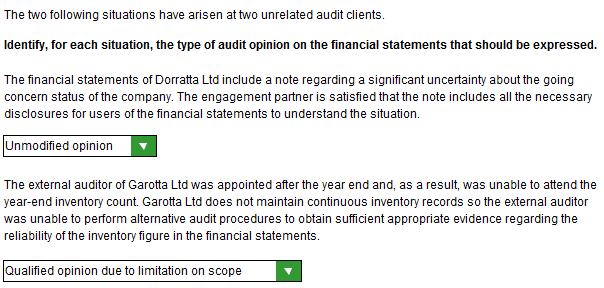 The two following situations have arisen at two unrelated audit clients.
Identify, for each situation, the type of audit opinion on the financial statements that should be expressed.
The financial statements of Dorratta Ltd include a note regarding a significant uncertainty about the going
concern status of the company. The engagement partner is satisfied that the note includes all the necessary
disclosures for users of the financial statements to understand the situation.
Unmodified opinion
The external auditor of Garotta Ltd was appointed after the year end and, as a result, was unable to attend the
year-end inventory count. Garotta Ltd does not maintain continuous inventory records so the external auditor
was unable to perform alternative audit procedures to obtain sufficient appropriate evidence regarding the
reliability of the inventory figure in the financial statements.
Qualified opinion due to limitation on scope